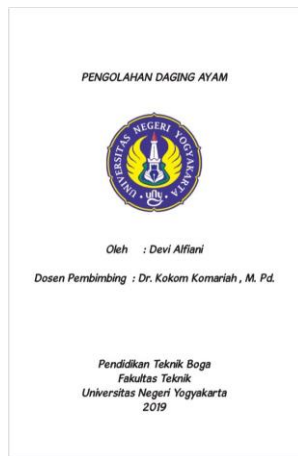 PENGOLAHAN DAGING AYAM
UNIVERSITAS NEGERI YOGYAKARTA
Oleh : Devi Alfiani
Dosen Pembimbing : Dr. Kokom Komariah , M. Pd.
Pendidikan Teknik Boga
Fakultas Teknik
Universitas Negeri Yogyakarta
2019